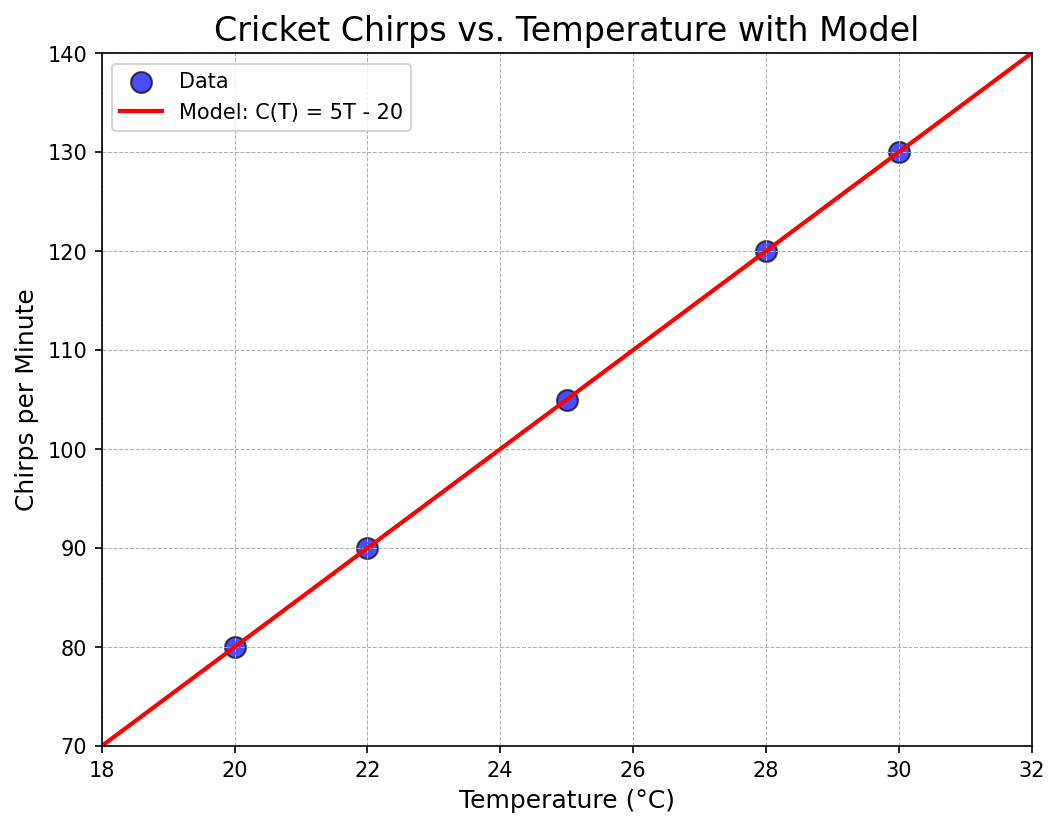 Cricket Chirps vs. Temperature with Model
Data
Model: C(T) = 5T - 20
Chirps per Minute
140
130
120
110
100
90
80
70
18 20 22 24 26 28 30 32
Temperature (°C)